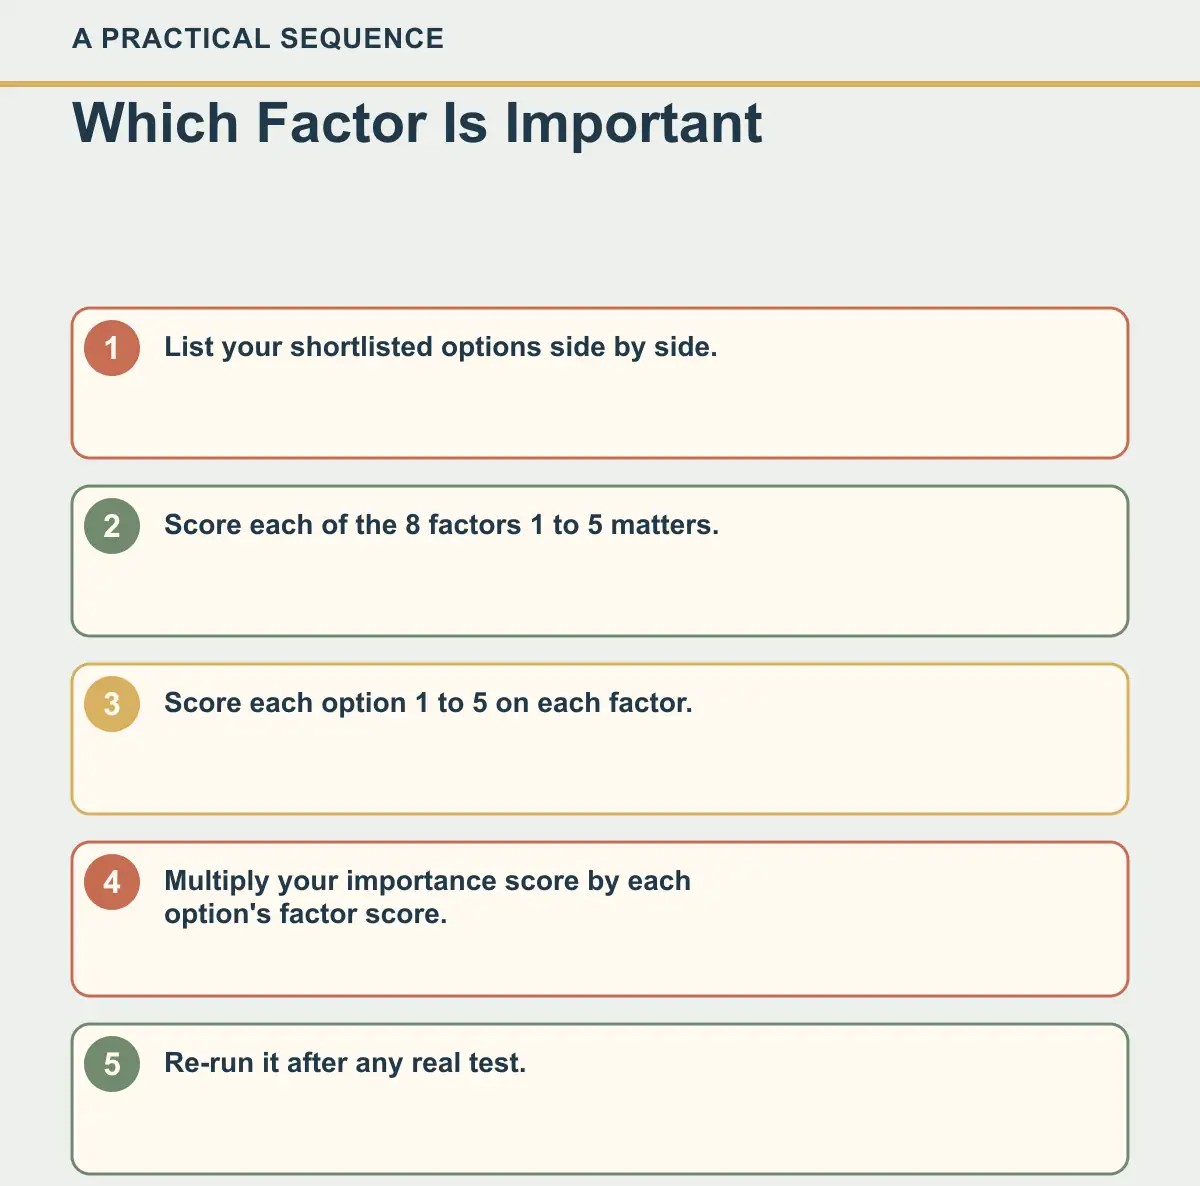 A PRACTICAL SEQUENCE
Which Factor Is Important
1
List your shortlisted options side by side.
2
Score each of the 8 factors 1 to 5 matters.
3
Score each option 1 to 5 on each factor.
4
Multiply your importance score by each
option's factor score.
5
Re-run it after any real test.